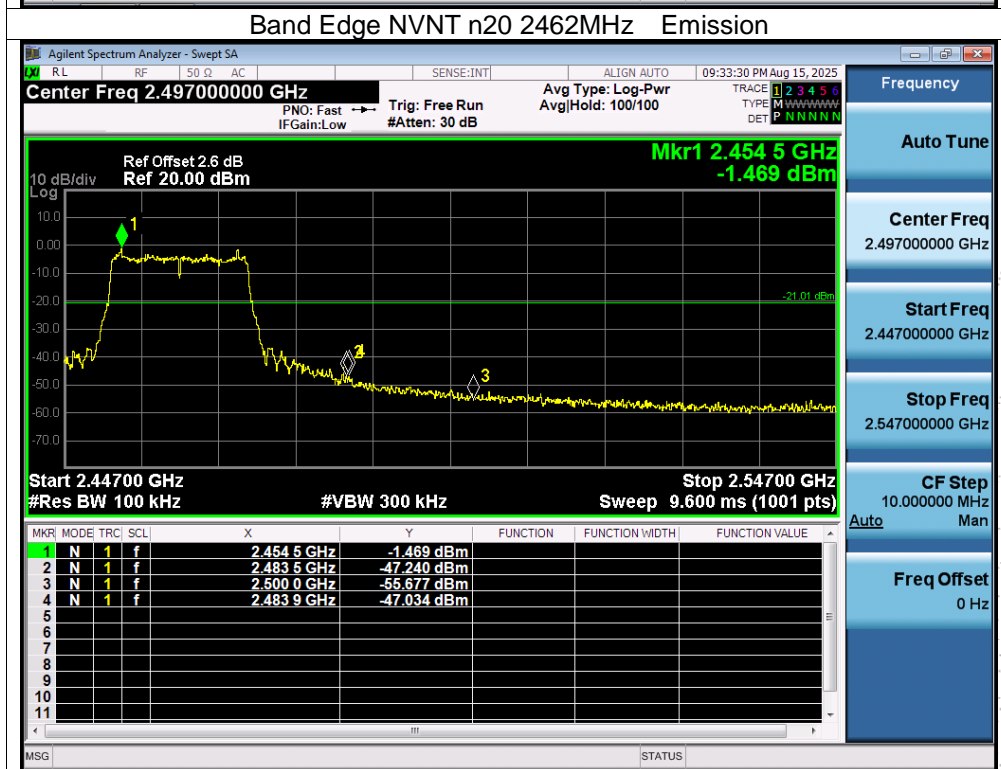 Band Edge NVNT n20 2462MHz Emission
Agilent Spectrum Analyzer - Swept SA
LXI RL RF 50 Ω AC SENSE:INT ALIGN AUTO 09:33:30 PM Aug 15, 2025
Center Freq 2.497000000 GHz
PNO: Fast
IFGain:Low
Trig: Free Run
#Atten: 30 dB
Avg Type: Log-Pwr
Avg|Hold: 100/100
TRACE 1 2 3 4 5 6
TYPE M WWWWW
DET P N N N N N
Mkr1 2.454 5 GHz
-1.469 dBm
Ref Offset 2.6 dB
10 dB/div Ref 20.00 dBm
Log
10.0
0.00
-10.0
-20.0
-30.0
-40.0
-50.0
-60.0
-70.0
1
-21.01 dBm
3
Start 2.44700 GHz Stop 2.54700 GHz
#Res BW 100 kHz #VBW 300 kHz Sweep 9.600 ms (1001 pts)
MKR MODE TRC SCL X Y FUNCTION FUNCTION WIDTH FUNCTION VALUE
1 N 1 f 2.454 5 GHz -1.469 dBm
2 N 1 f 2.483 5 GHz -47.240 dBm
3 N 1 f 2.500 0 GHz -55.677 dBm
4 N 1 f 2.483 9 GHz -47.034 dBm
5
6
7
8
9
10
11
MSG STATUS
Frequency
Auto Tune
Center Freq
2.497000000 GHz
Start Freq
2.447000000 GHz
Stop Freq
2.547000000 GHz
CF Step
10.000000 MHz
Auto Man
Freq Offset
0 Hz